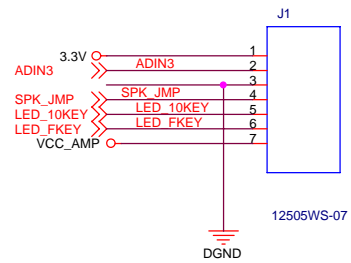 J1
3.3V 1
ADIN3 ADIN3 2
3
SPK_JMP SPK_JMP 4
LED_10KEY LED_10KEY 5
LED_FKEY LED_FKEY 6
VCC_AMP 7
12505WS-07
DGND